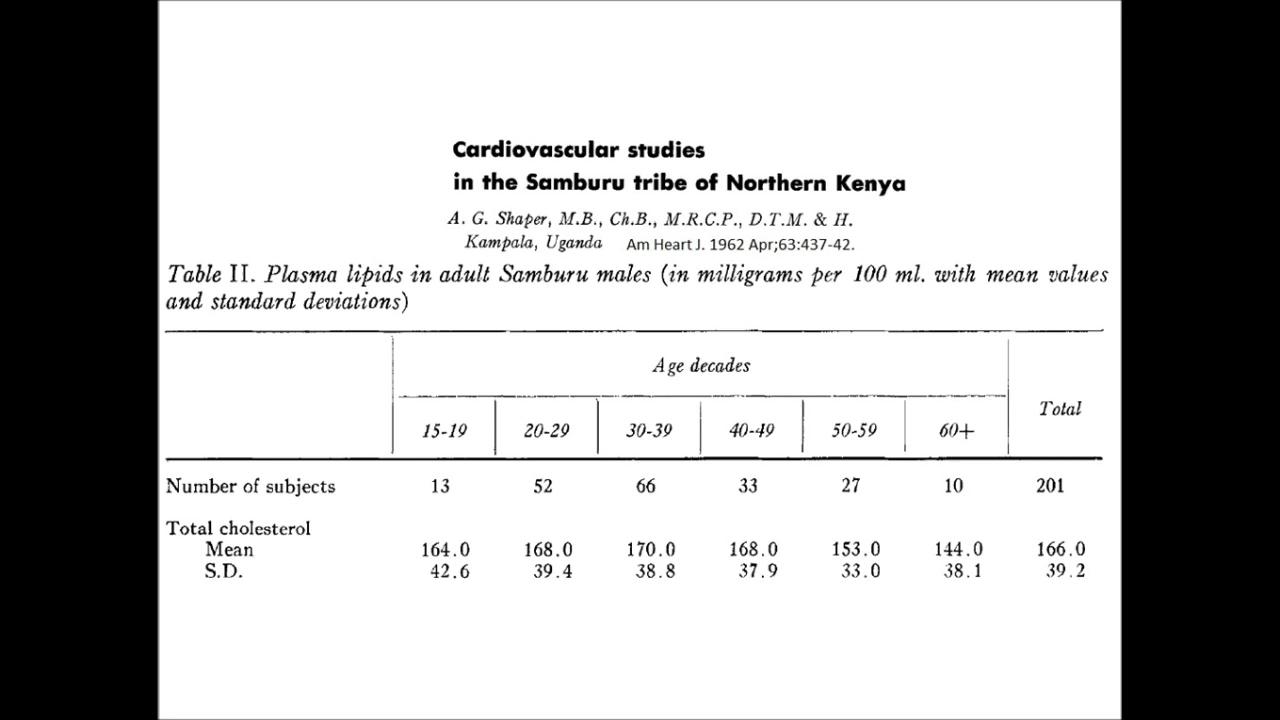 Cardiovascular studies
in the Samburu tribe of Northern Kenya
A. G. Shaper, M.B., Ch.B., M.R.C.P., D.T.M. & H.
Kampala, Uganda Am Heart J. 1962 Apr;63:437-42.
Table II. Plasma lipids in adult Samburu males (in milligrams per 100 ml. with mean values
and standard deviations)
Age decades
Total
15-19 20-29 30-39 40-49 50-59 60+
Number of subjects 13 52 66 33 27 10 201
Total cholesterol
Mean 164.0 168.0 170.0 168.0 153.0 144.0 166.0
S.D. 42.6 39.4 38.8 37.9 33.0 38.1 39.2